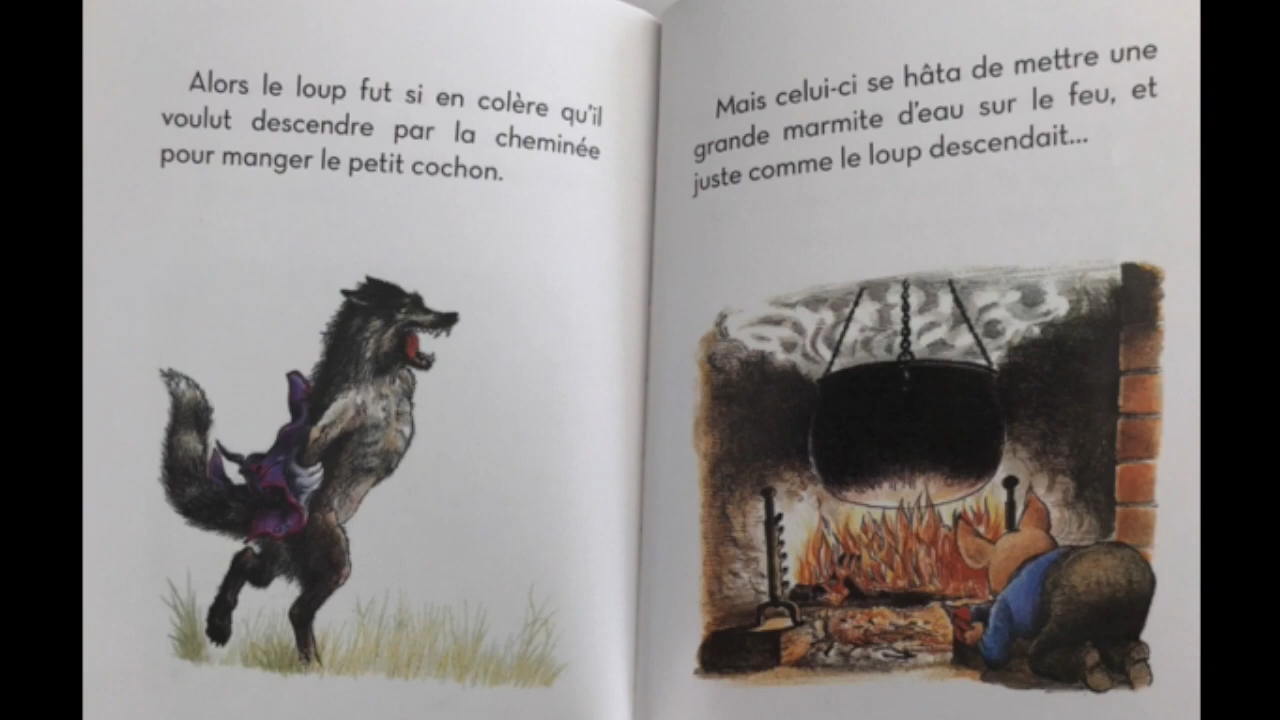 Alors le loup fut si en colère qu'il
voulut descendre par la cheminée
pour manger le petit cochon.
Mais celui-ci se hâta de mettre une
grande marmite d'eau sur le feu, et
juste comme le loup descendait...